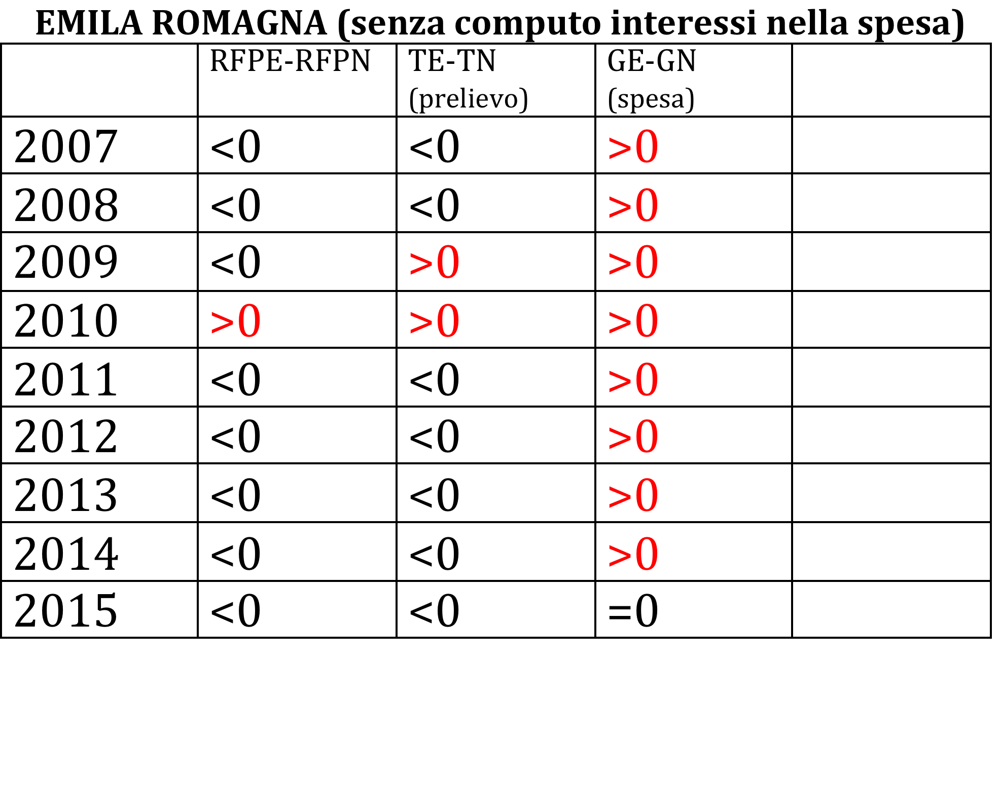 EMILA ROMAGNA (senza computo interessi nella spesa)
RFPE-RFPN TE-TN GE-GN
(prelievo) (spesa)
2007 <0 <0 >0
2008 <0 <0 >0
2009 <0 >0 >0
2010 >0 >0 >0
2011 <0 <0 >0
2012 <0 <0 >0
2013 <0 <0 >0
2014 <0 <0 >0
2015 <0 <0 =0